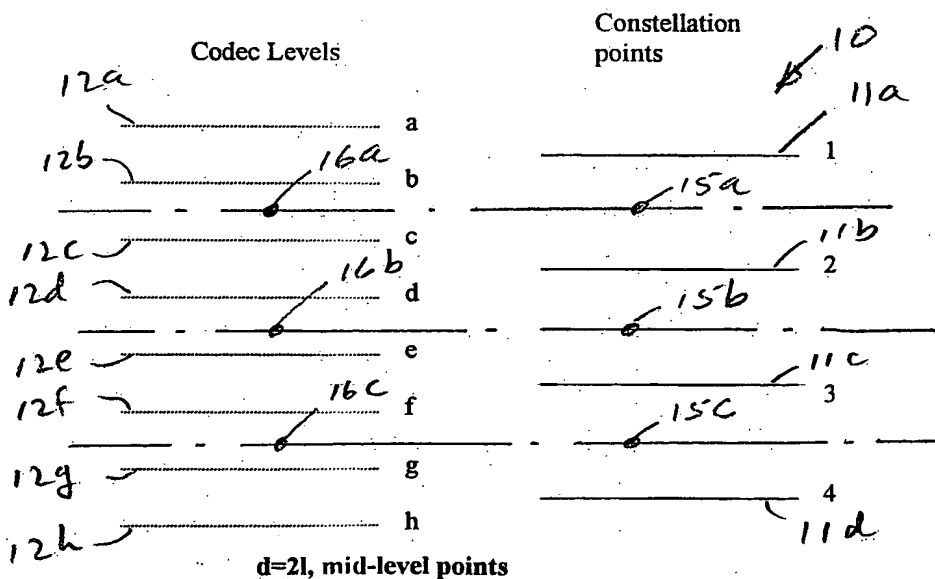 Codec Levels
Constellation
points
10
12a
a
11a
1
12b
b
16a
15a
12c
c
11b
2
16b
12d
d
15b
12e
e
11c
3
12f
f
16c
15c
12g
g
4
11d
12h
h
d=2l, mid-level points